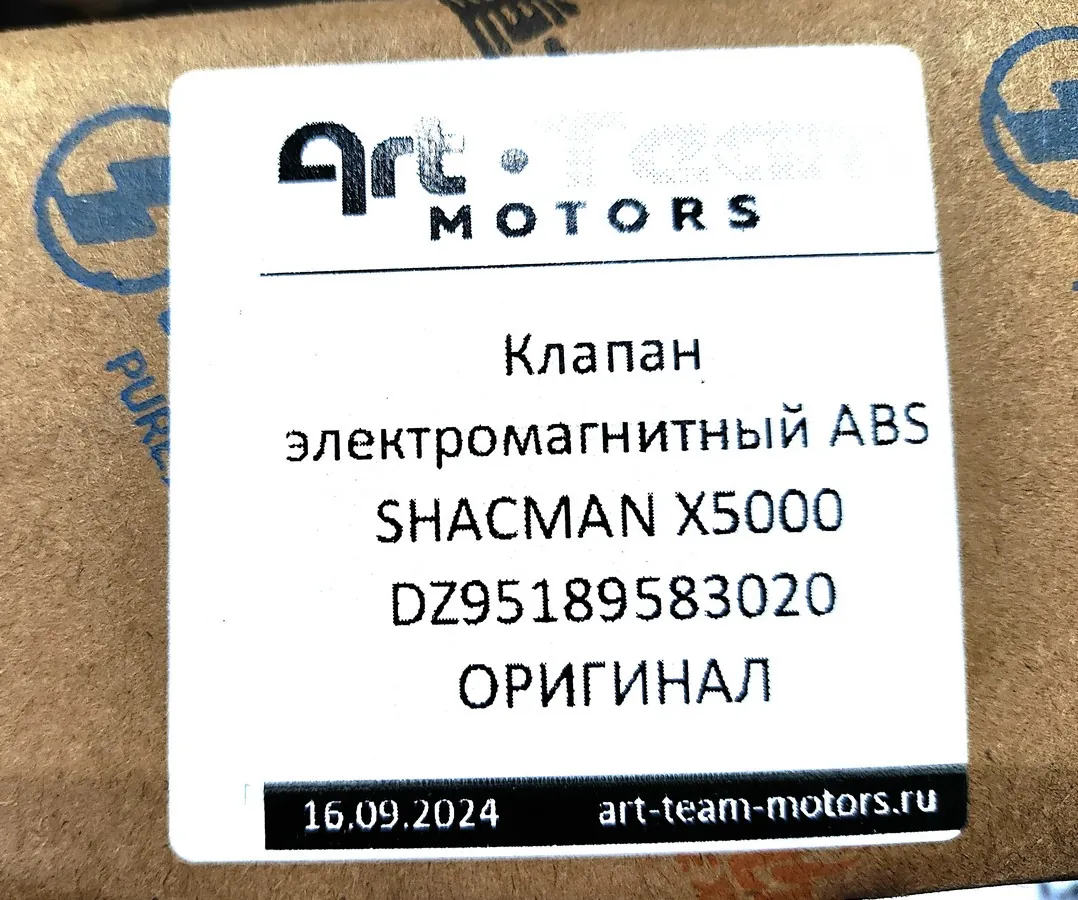 Art • Team
MOTORS
Клапан
электромагнитный ABS
SHACMAN X5000
DZ95189583020
ОРИГИНАЛ
16.09.2024 art-team-motors.ru